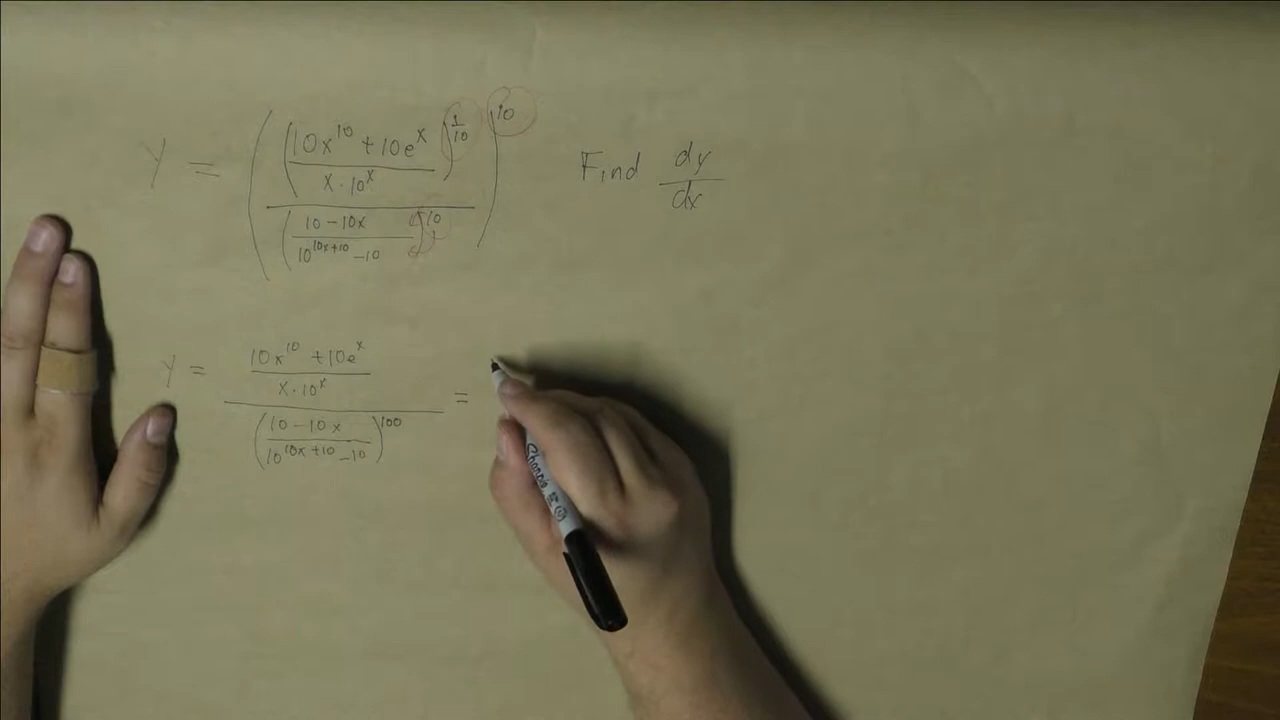 Y = ( ( (10x^10 + 10e^x) / (x · 10^x) )^(1/10) / ( (10 - 10x) / (10^(10x+10) - 10) )^10 )^10 Find dy/dx
Y = ( (10x^10 + 10e^x) / (x · 10^x) ) / ( (10 - 10x) / (10^(10x+10) - 10) )^100 =
Sharpie